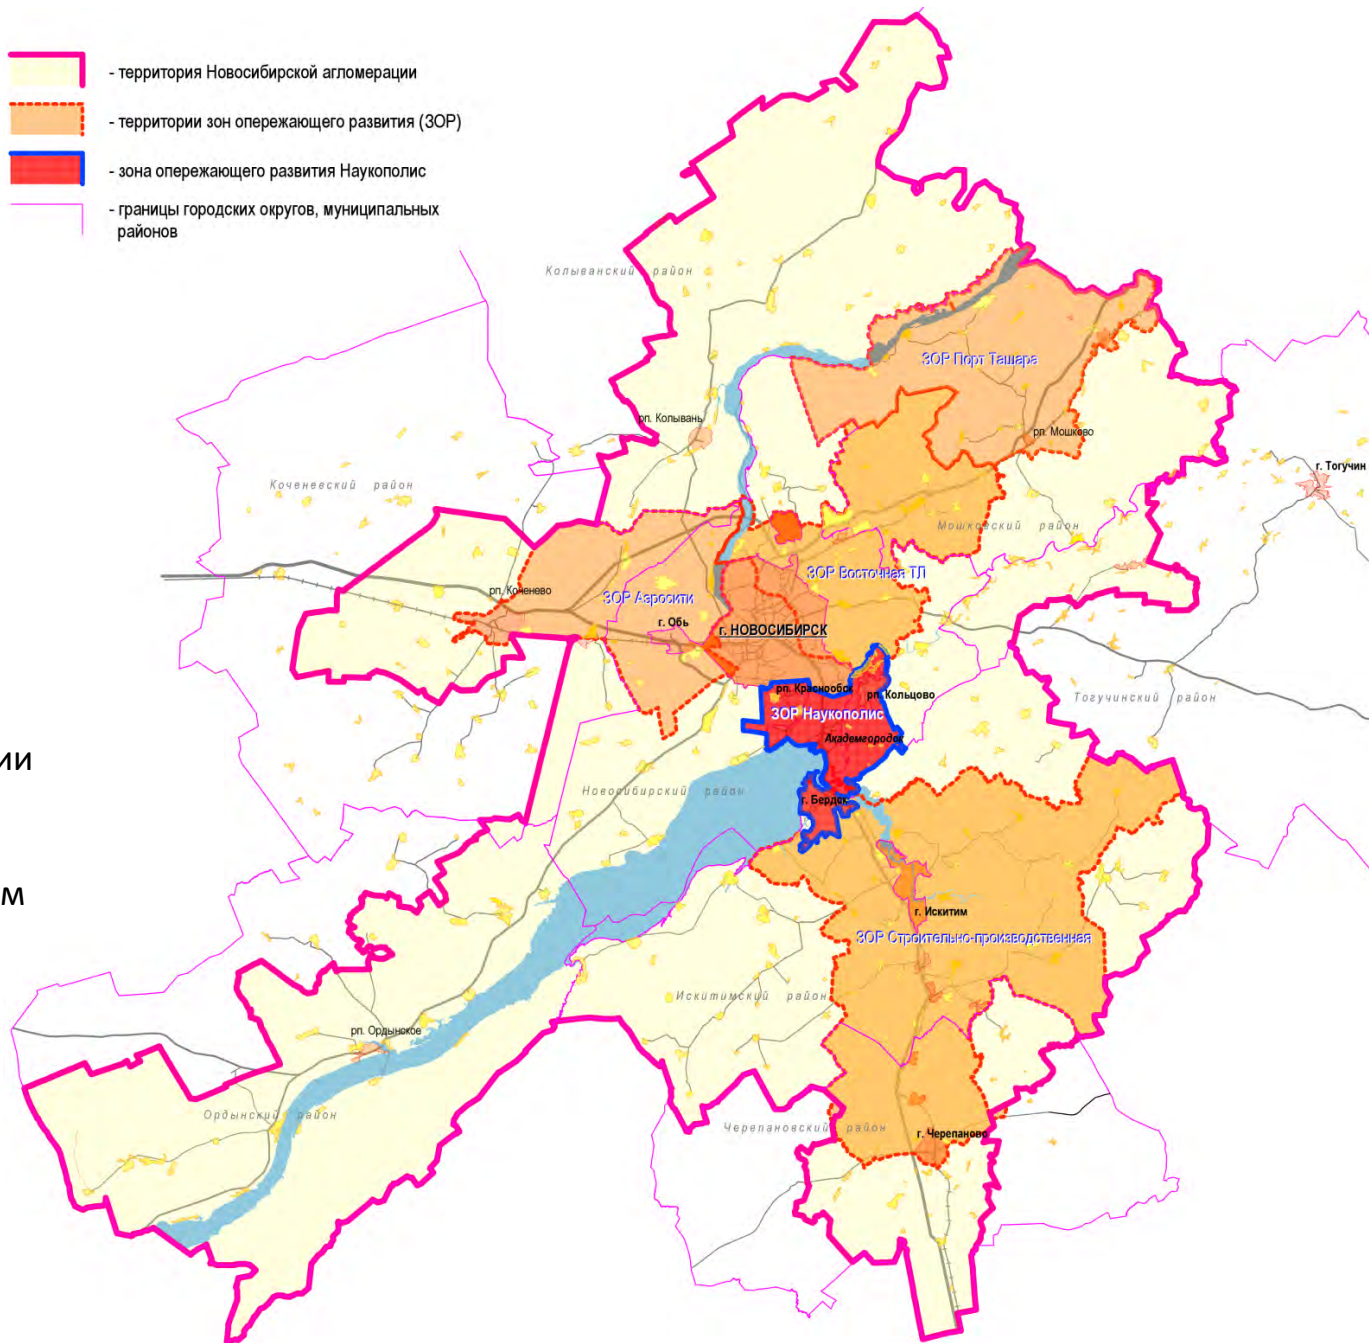 - территория Новосибирской агломерации
- территории зон опережающего развития (ЗОР)
- зона опережающего развития Наукополис
- границы городских округов, муниципальных
районов
Колыванский район
ЗОР Порт Ташара
рп. Колывань
рп. Мошково
г. Тогучин
Коченевский район
Мошковский район
ЗОР Восточная ТЛ
рп. Коченево
ЗОР Аэросити
г. Обь
г. НОВОСИБИРСК
рп. Краснообск
рп. Кольцово
Тогучинский район
ЗОР Наукополис
Академгородок
ии
Новосибирский район
г. Бердск
м
г. Искитим
ЗОР Строительно-производственная
Искитимский район
рп. Ордынское
Ордынский район
Черепановский район
г. Черепаново